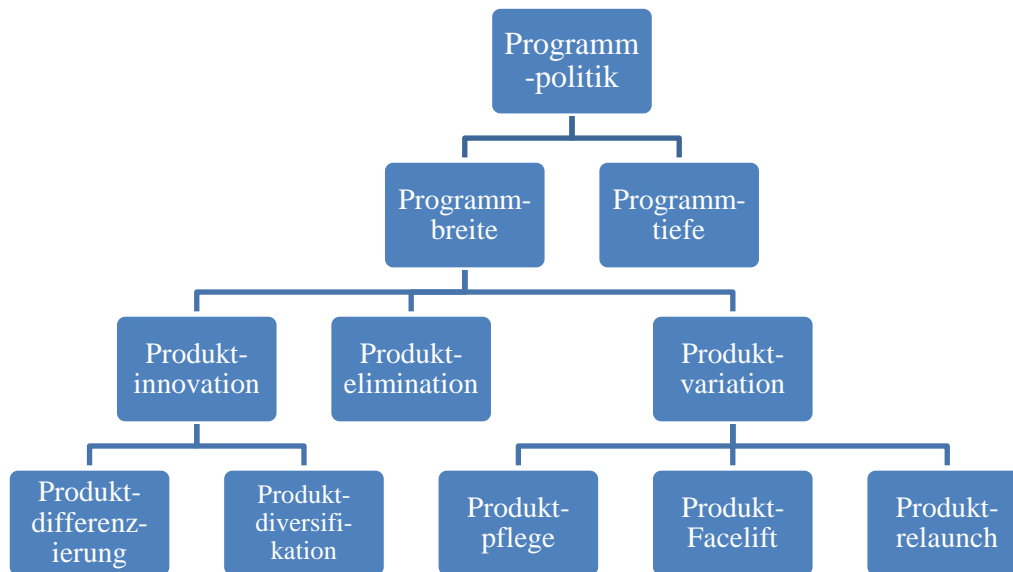 Programm
-politik
Programm-
breite
Programm-
tiefe
Produkt-
innovation
Produkt-
elimination
Produkt-
variation
Produkt-
differenz-
ierung
Produkt-
diversifi-
kation
Produkt-
pflege
Produkt-
Facelift
Produkt-
relaunch